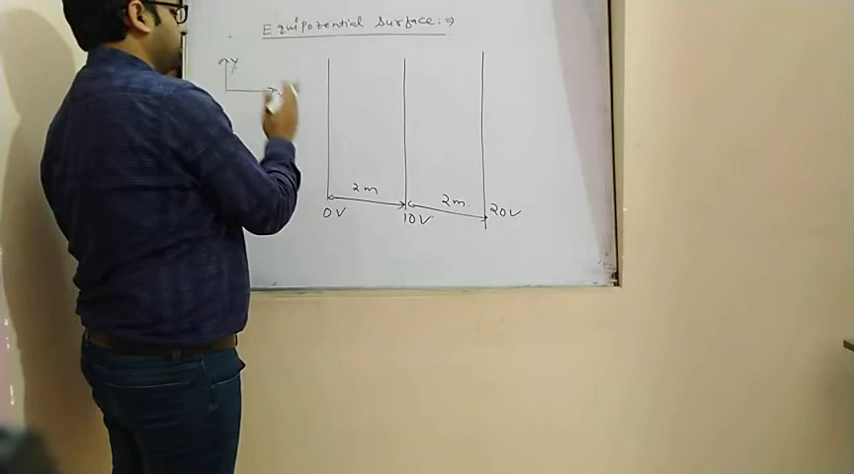 Equipotential Surface:⇒
Y
2m
2m.
0V
10V
20V